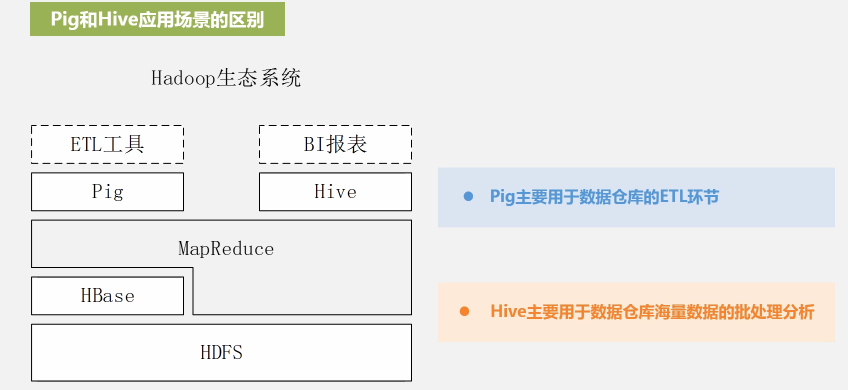 Pig和Hive应用场景的区别
Hadoop生态系统
ETL工具
BI报表
Pig
Hive
MapReduce
HBase
HDFS
Pig主要用于数据仓库的ETL环节
Hive主要用于数据仓库海量数据的批处理分析